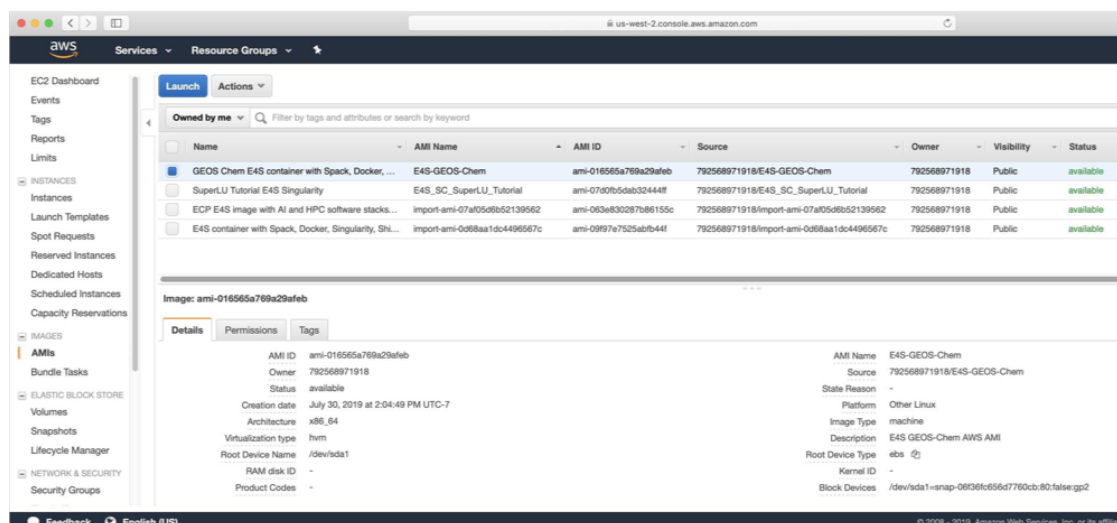 us-west-2.console.aws.amazon.com
aws Services Resource Groups
EC2 Dashboard
Events
Tags
Reports
Limits
INSTANCES
Instances
Launch Templates
Spot Requests
Reserved Instances
Dedicated Hosts
Scheduled Instances
Capacity Reservations
IMAGES
AMIs
Bundle Tasks
ELASTIC BLOCK STORE
Volumes
Snapshots
Lifecycle Manager
NETWORK & SECURITY
Security Groups
Launch Actions
Owned by me Filter by tags and attributes or search by keyword
Name AMI Name AMI ID Source Owner Visibility Status
GEOS Chem E4S container with Spack, Docker, ... E4S-GEOS-Chem ami-016565a769a29afeb 792568971918/E4S-GEOS-Chem 792568971918 Public available
SuperLU Tutorial E4S Singularity E4S_SC_SuperLU_Tutorial ami-07d0fb5dab32444ff 792568971918/E4S_SC_SuperLU_Tutorial 792568971918 Public available
ECP E4S image with AI and HPC software stacks... import-ami-07af05d6b52139562 ami-063e830287b86155c 792568971918/import-ami-07af05d6b52139562 792568971918 Public available
E4S container with Spack, Docker, Singularity, Shi... import-ami-0d68aa1dc4496567c ami-09f97e7525abfb44f 792568971918/import-ami-0d68aa1dc4496567c 792568971918 Public available
Image: ami-016565a769a29afeb
Details Permissions Tags
AMI ID ami-016565a769a29afeb
Owner 792568971918
Status available
Creation date July 30, 2019 at 2:04:49 PM UTC-7
Architecture x86_64
Virtualization type hvm
Root Device Name /dev/sda1
RAM disk ID -
Product Codes -
AMI Name E4S-GEOS-Chem
Source 792568971918/E4S-GEOS-Chem
State Reason -
Platform Other Linux
Image Type machine
Description E4S GEOS-Chem AWS AMI
Root Device Type ebs
Kernel ID -
Block Devices /dev/sda1=snap-06f36fc656d7760cb:80:false:gp2
Feedback English (US) © 2008 - 2019, Amazon Web Services, Inc. or its